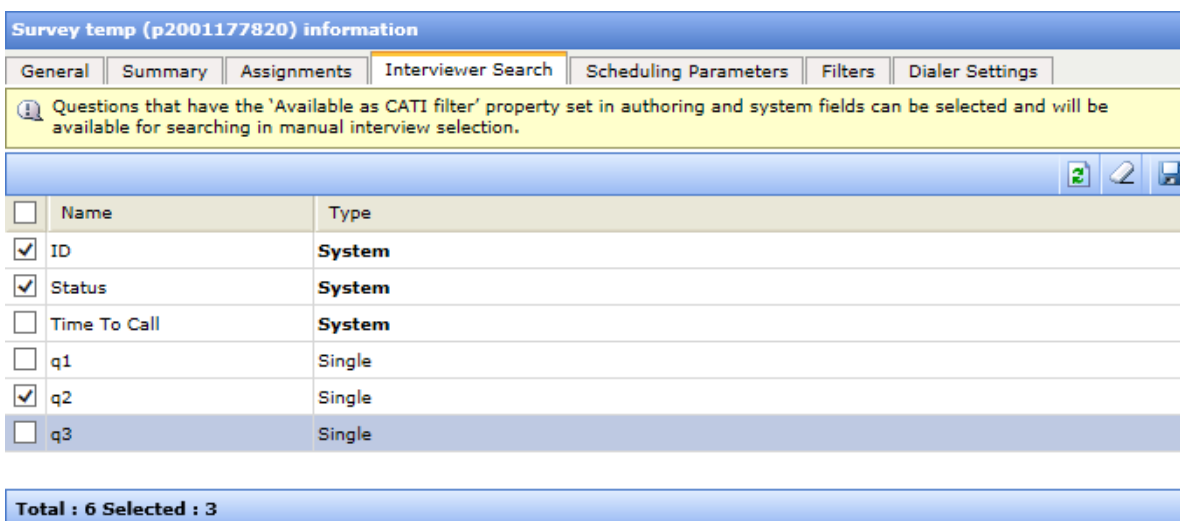 Survey temp (p2001177820) information
General Summary Assignments Interviewer Search Scheduling Parameters Filters Dialer Settings
Questions that have the ‘Available as CATI filter’ property set in authoring and system fields can be selected and will be
available for searching in manual interview selection.
Name Type
ID System
Status System
Time To Call System
q1 Single
q2 Single
q3 Single
Total : 6 Selected : 3